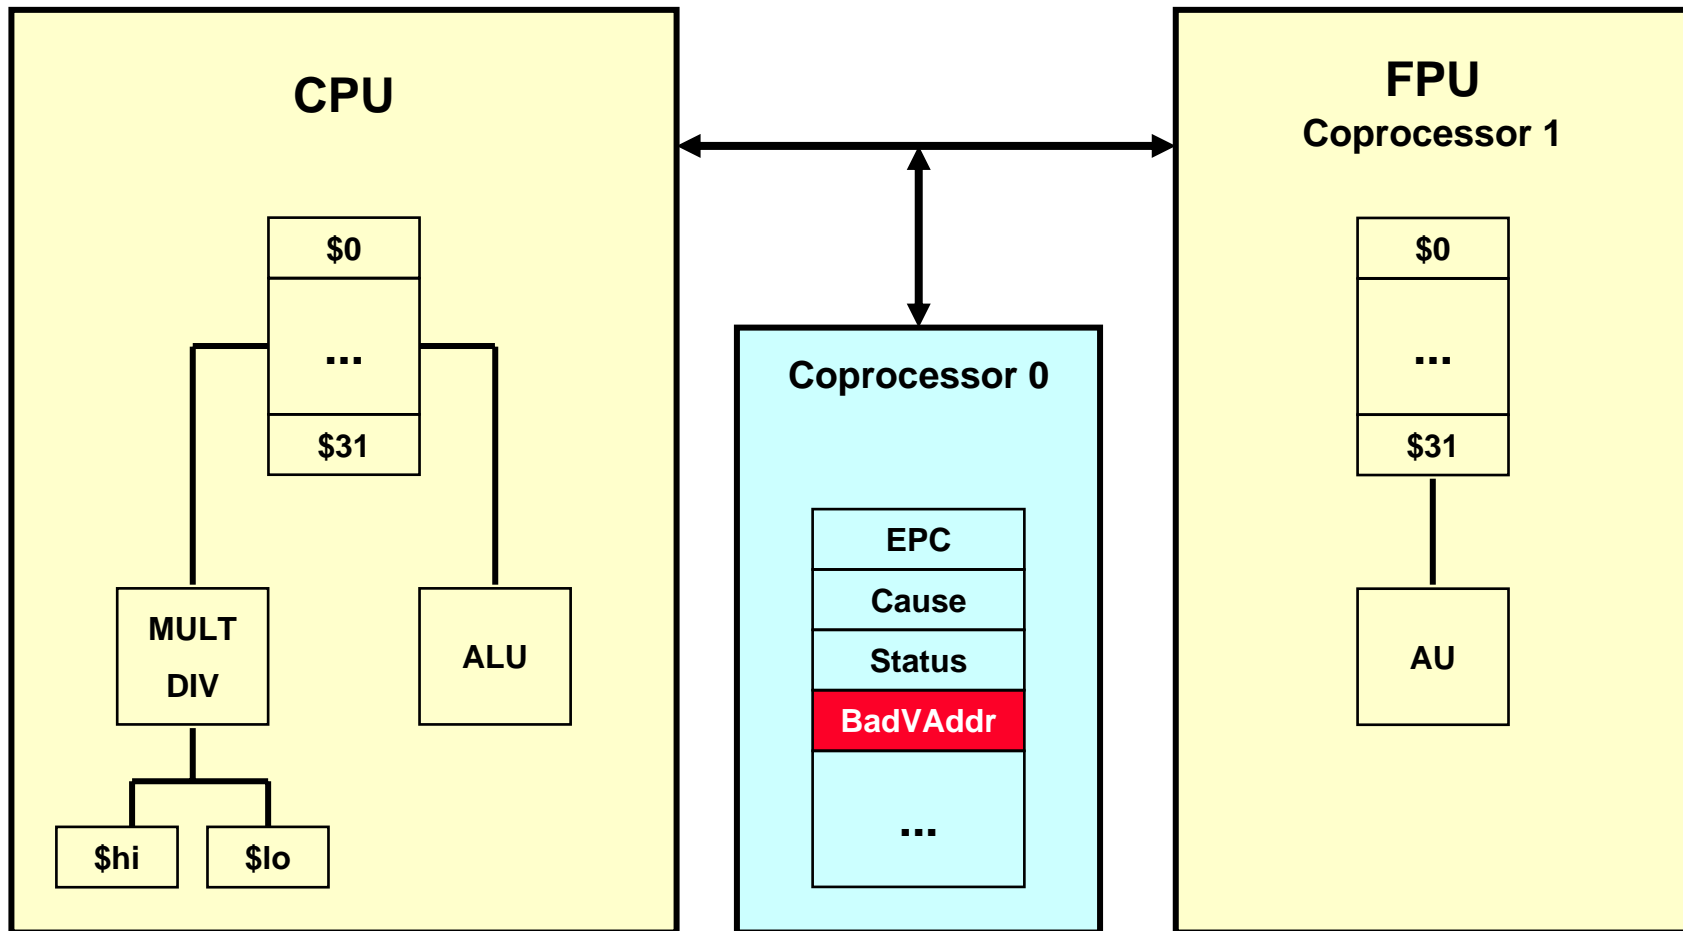 CPU
$0
...
$31
MULT
DIV
ALU
$hi
$lo
Coprocessor 0
EPC
Cause
Status
BadVAddr
...
FPU
Coprocessor 1
$0
...
$31
AU